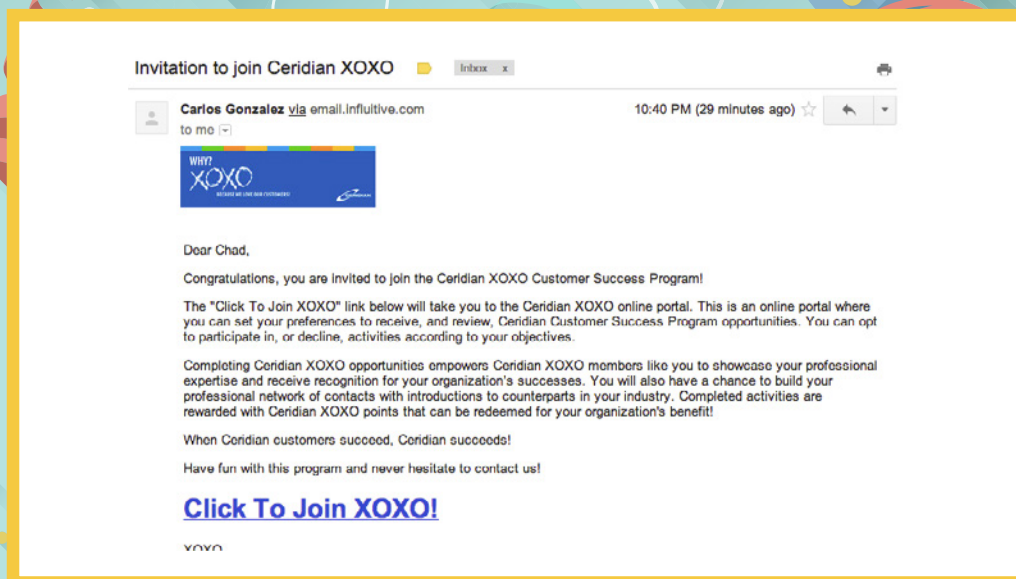 Invitation to join Ceridian XOXO
Inbox x
Carlos Gonzalez via email.influitive.com
10:40 PM (29 minutes ago)
to me
WHY?
XOXO
BECAUSE WE LOVE OUR CUSTOMERS!
CERIDIAN
Dear Chad,
Congratulations, you are invited to join the Ceridian XOXO Customer Success Program!
The "Click To Join XOXO" link below will take you to the Ceridian XOXO online portal. This is an online portal where
you can set your preferences to receive, and review, Ceridian Customer Success Program opportunities. You can opt
to participate in, or decline, activities according to your objectives.
Completing Ceridian XOXO opportunities empowers Ceridian XOXO members like you to showcase your professional
expertise and receive recognition for your organization's successes. You will also have a chance to build your
professional network of contacts with introductions to counterparts in your industry. Completed activities are
rewarded with Ceridian XOXO points that can be redeemed for your organization's benefit!
When Ceridian customers succeed, Ceridian succeeds!
Have fun with this program and never hesitate to contact us!
Click To Join XOXO!
XOXO